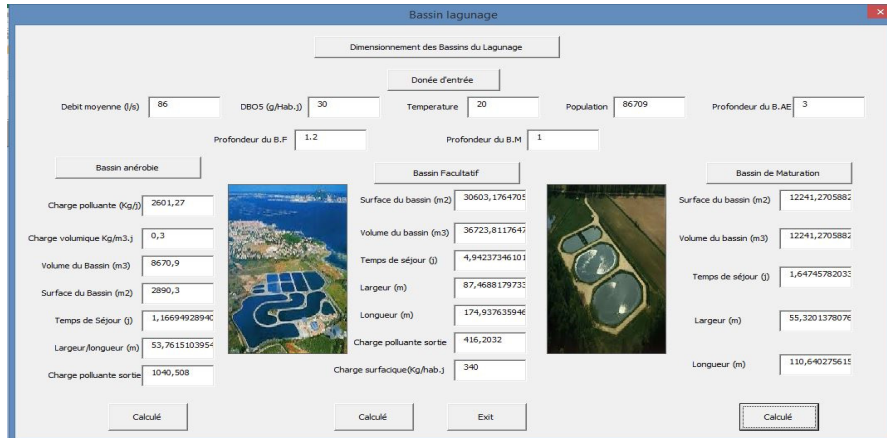 Bassin lagunage
Dimensionnement des Bassins du Lagunage
Donée d'entrée
Debit moyenne (l/s) 86 DBO5 (g/Hab.j) 30 Temperature 20 Population 86709 Profondeur du B.AE 3
Profondeur du B.F 1.2 Profondeur du B.M 1
Bassin anérobie
Charge polluante (Kg/j) 2601,27
Charge volumique Kg/m3.j 0,3
Volume du Bassin (m3) 8670,9
Surface du Bassin (m2) 2890,3
Temps de Séjour (j) 1,16694928940
Largeur/longueur (m) 53,7615103954
Charge polluante sortie 1040,508
Calculé
Bassin Facultatif
Surface du bassin (m2) 30603,1764705
Volume du bassin (m3) 36723,8117647
Temps de séjour (j) 4,94237346101
Largeur (m) 87,4688179733
Longueur (m) 174,937635946
Charge polluante sortie 416,2032
Charge surfacique(Kg/hab.j 340
Calculé Exit
Bassin de Maturation
Surface du bassin (m2) 12241,2705882
Volume du bassin (m3) 12241,2705882
Temps de séjour (j) 1,64745782033
Largeur (m) 55,3201378076
Longueur (m) 110,640275615
Calculé